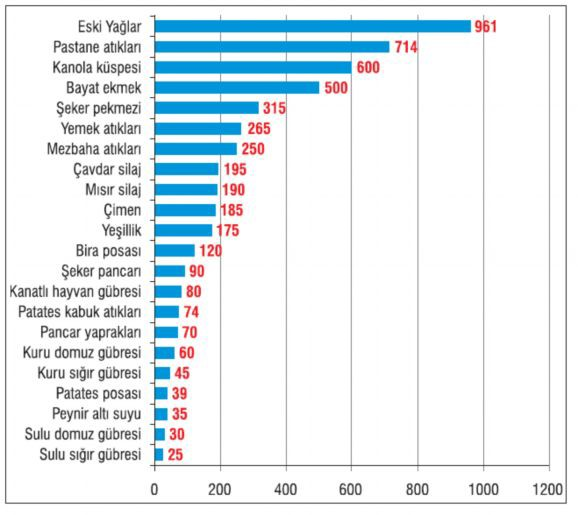 Eski Yağlar 961
Pastane atıkları 714
Kanola küspesi 600
Bayat ekmek 500
Şeker pekmezi 315
Yemek atıkları 265
Mezbaha atıkları 250
Çavdar silaj 195
Mısır silaj 190
Çimen 185
Yeşillik 175
Bira posası 120
Şeker pancarı 90
Kanatlı hayvan gübresi 80
Patates kabuk atıkları 74
Pancar yaprakları 70
Kuru domuz gübresi 60
Kuru sığır gübresi 45
Patates posası 39
Peynir altı suyu 35
Sulu domuz gübresi 30
Sulu sığır gübresi 25
0 200 400 600 800 1000 1200